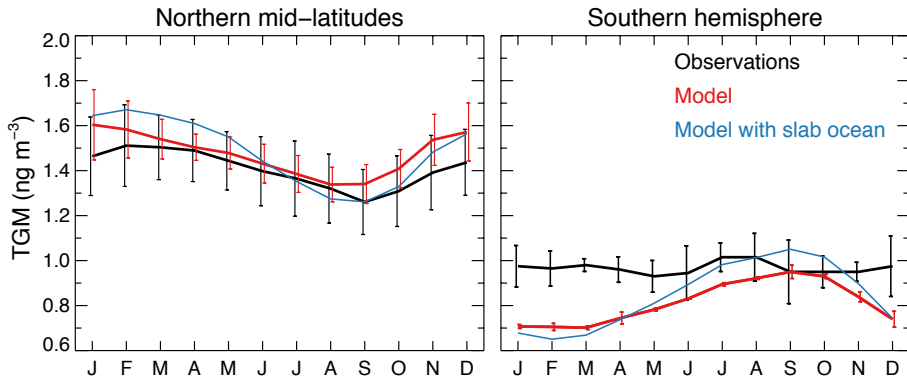 Northern mid−latitudes
Southern hemisphere
TGM (ng m−3)
2.0
1.8
1.6
1.4
1.2
1.0
0.8
0.6
Observations
Model
Model with slab ocean
J F M A M J J A S O N D
J F M A M J J A S O N D